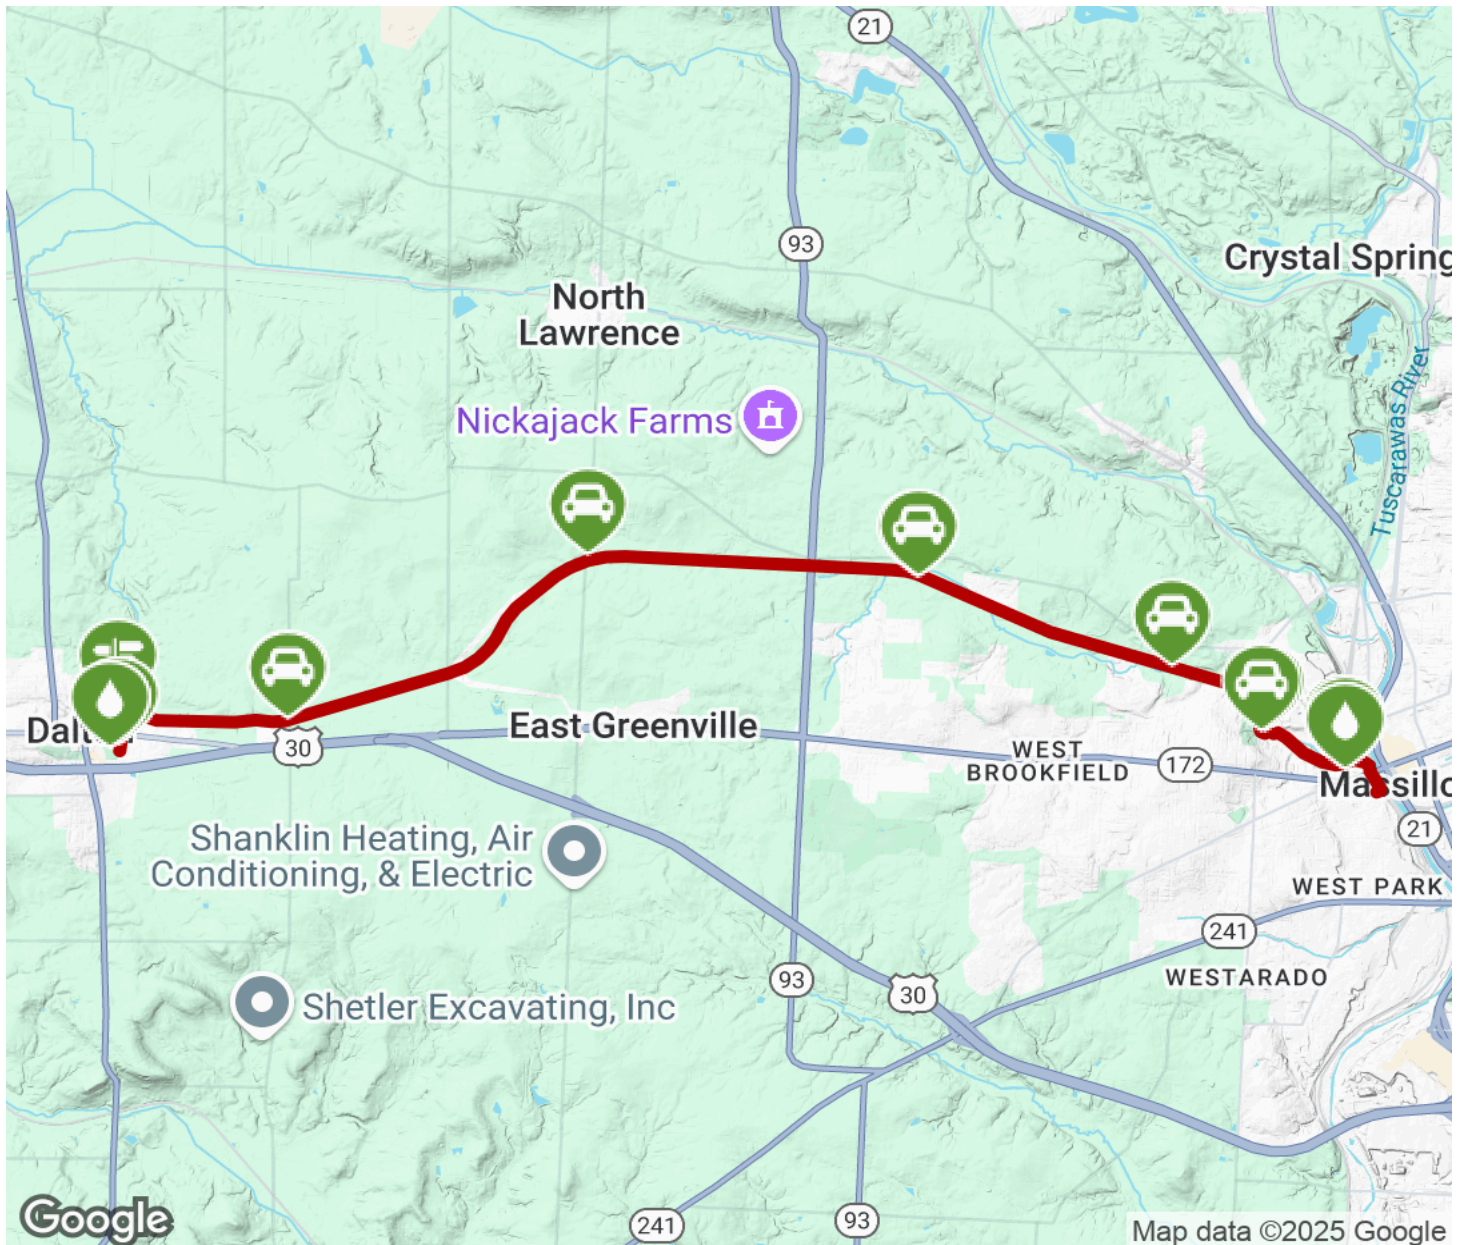 21
93
Crystal Spring
North
Lawrence
Tuscarawas River
Nickajack Farms
Dalt
30
East Greenville
WEST
BROOKFIELD
172
Massillo
21
Shanklin Heating, Air
Conditioning, & Electric
WEST PARK
241
WESTARADO
93
30
Shetler Excavating, Inc
Google
241
93
Map data ©2025 Google